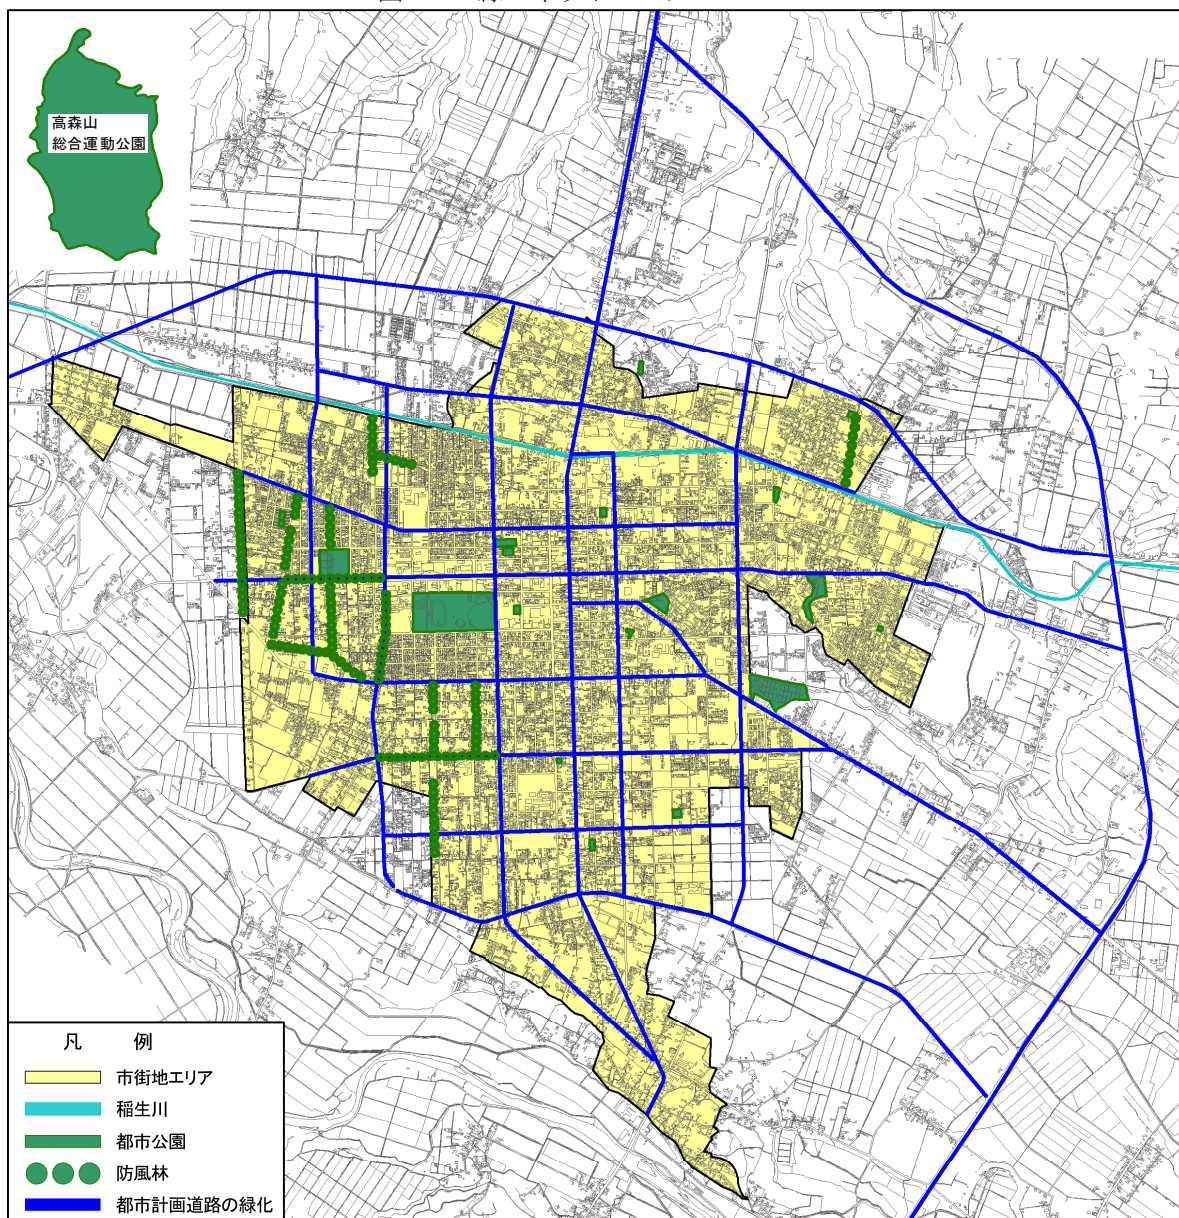 高森山
総合運動公園
凡 例
市街地エリア
稲生川
都市公園
防風林
都市計画道路の緑化